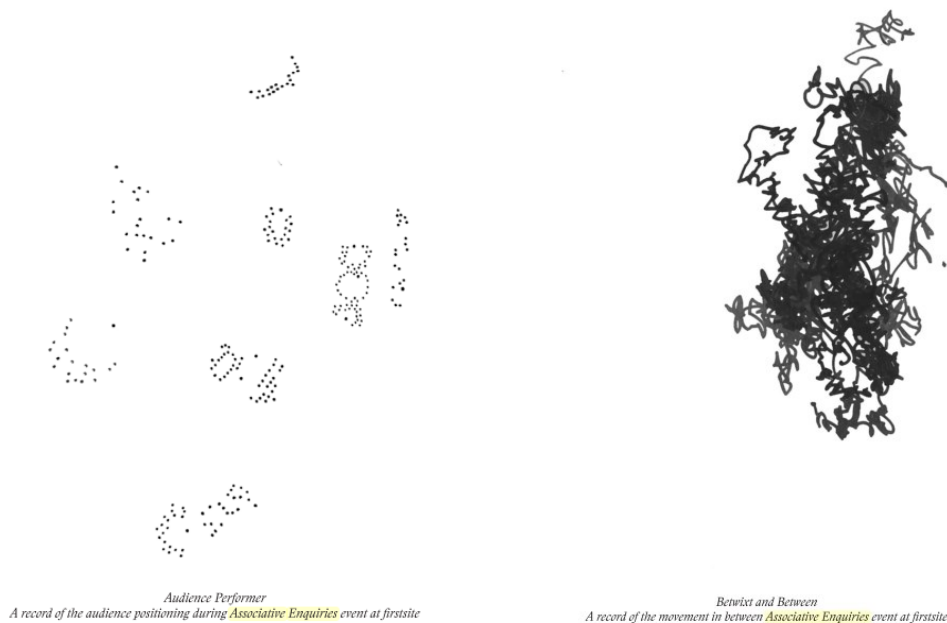 Audience Performer
A record of the audience positioning during Associative Enquiries event at firstsite
Betwixt and Between
A record of the movement in between Associative Enquiries event at firstsite